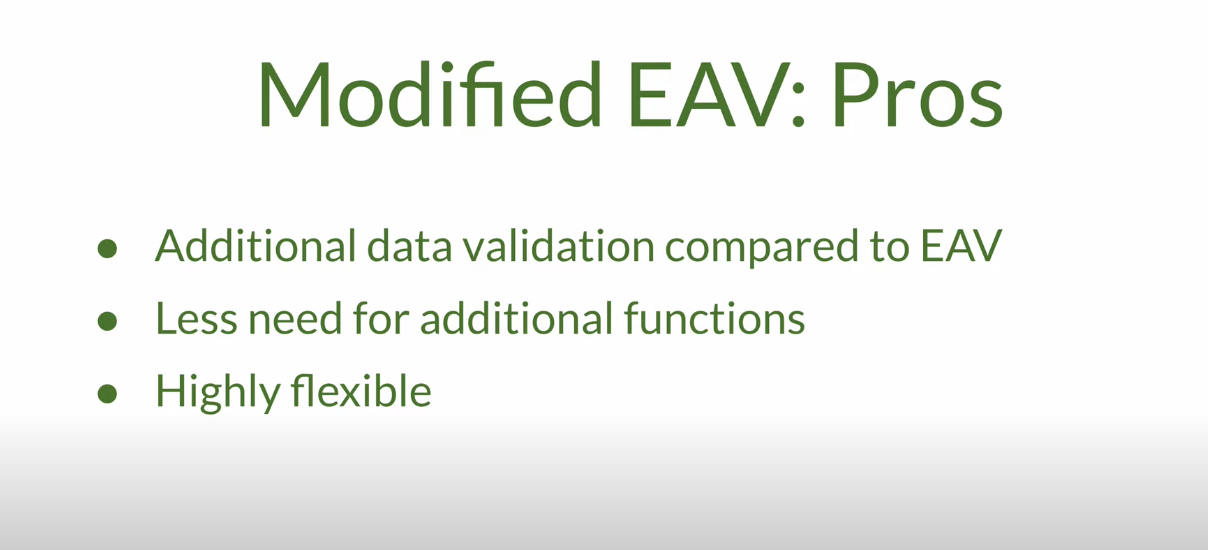 Modified EAV: Pros
● Additional data validation compared to EAV
● Less need for additional functions
● Highly flexible